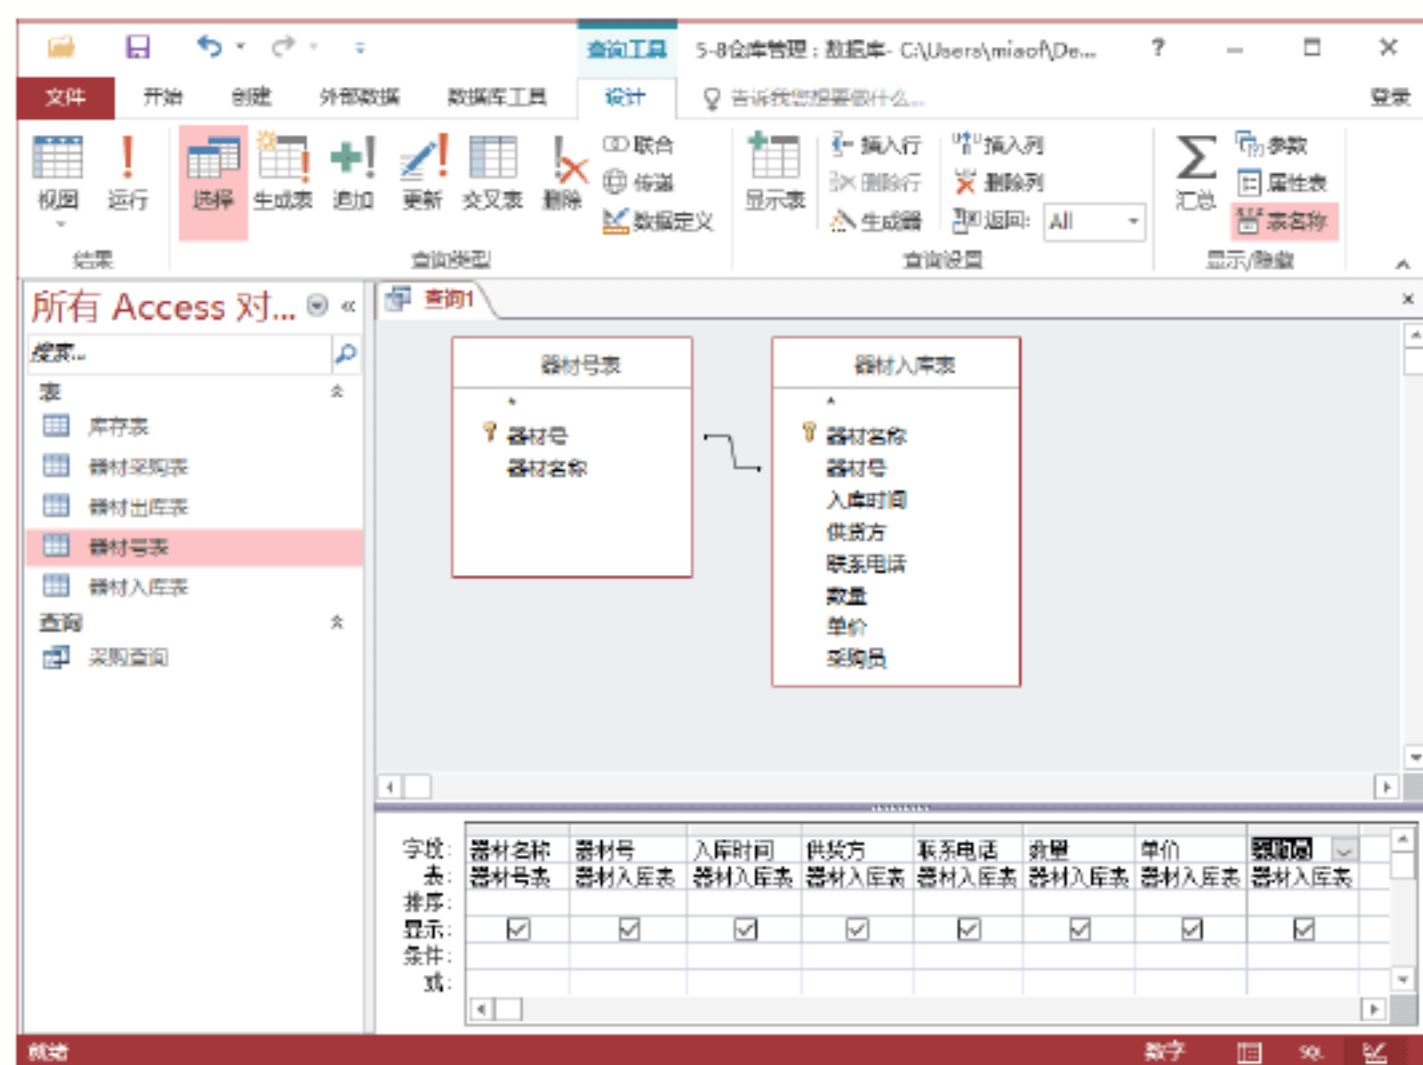 查询工具 5-8仓库管理：数据库- C:\Users\miaof\De... ?
文件 开始 创建 外部数据 数据库工具 设计 告诉我您想要做什么... 登录
视图 运行 选择 生成表 追加 更新 交叉表 删除 联合 传递 数据定义 显示表 插入行 删除行 生成器 插入列 删除列 返回: All 汇总 参数 属性表 表名称
结果 查询类型 查询设置 显示/隐藏
所有 Access 对... «
查询1
搜索...
表
库存表
器材采购表
器材出库表
器材号表
器材入库表
查询
采购查询
器材号表
*
器材号
器材名称
器材入库表
*
器材名称
器材号
入库时间
供货方
联系电话
数量
单价
采购员
字段: 器材名称 器材号 入库时间 供货方 联系电话 数量 单价 采购员
表: 器材号表 器材入库表 器材入库表 器材入库表 器材入库表 器材入库表 器材入库表 器材入库表
排序:
显示:
条件:
或:
就绪 数字 SQL